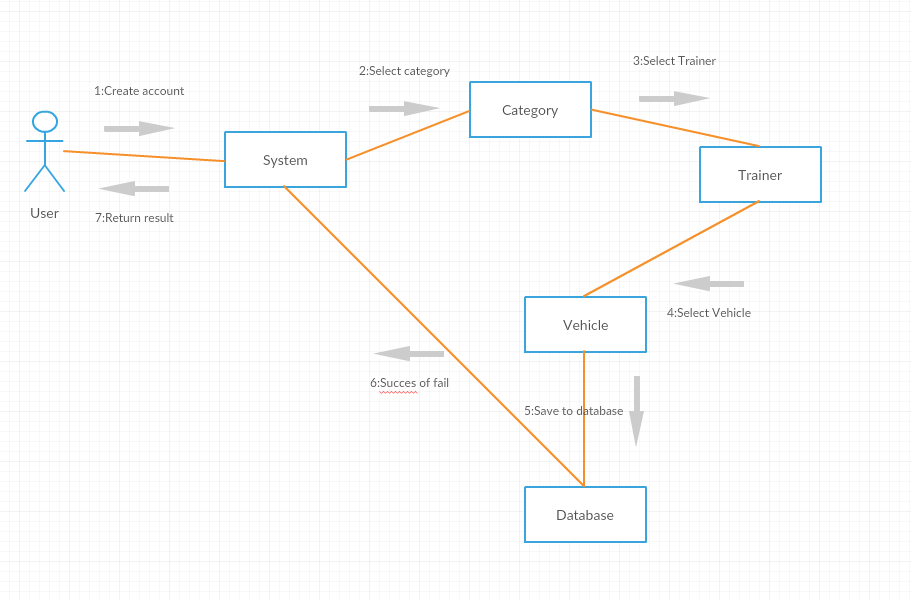 3:Select Trainer
2:Select category
1:Create account
Category
System
Trainer
User
7:Return result
4:Select Vehicle
Vehicle
6:Succes of fail
5:Save to database
Database